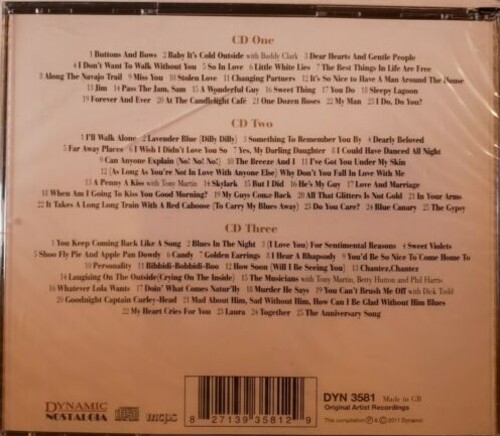 CD One
1 Buttons And Bows 2 Baby It's Cold Outside with Buddy Clark 3 Dear Hearts And Gentle People
4 I Don't Want To Walk Without You 5 So In Love 6 Little White Lies 7 The Best Things In Life Are Free
8 Along The Navajo Trail 9 Miss You 10 Stolen Love 11 Changing Partners 12 It's So Nice to Have A Man Around The House
13 Jim 14 Pass The Jam, Sam 15 A Wonderful Guy 16 Sweet Thing 17 You Do 18 Sleepy Lagoon
19 Forever And Ever 20 At The Candlelight Café 21 One Dozen Roses 22 My Man 23 I Do, Do You?
CD Two
1 I'll Walk Alone 2 Lavender Blue (Dilly Dilly) 3 Something To Remember You By 4 Dearly Beloved
5 Far Away Places 6 I Wish I Didn't Love You So 7 Yes, My Darling Daughter 8 I Could Have Danced All Night
9 Can Anyone Explain (No! No! No!) 10 The Breeze And I 11 I've Got You Under My Skin
12 (As Long As You're Not In Love With Anyone Else) Why Don't You Fall In Love With Me
13 A Penny A Kiss with Tony Martin 14 Skylark 15 But I Did 16 He's My Guy 17 Love And Marriage
18 When Am I Going To Kiss You Good Morning? 19 My Guys Come Back 20 All That Glitters Is Not Gold 21 In Your Arms
22 It Takes A Long Long Train With A Red Caboose (To Carry My Blues Away) 23 Do You Care? 24 Blue Canary 25 The Gypsy
CD Three
1 You Keep Coming Back Like A Song 2 Blues In The Night 3 (I Love You) For Sentimental Reasons 4 Sweet Violets
5 Shoo Fly Pie And Apple Pan Dowdy 6 Candy 7 Golden Earrings 8 I Hear A Rhapsody 9 You'd Be So Nice To Come Home To
10 Personality 11 Bibbidi-Bobbidi-Boo 12 How Soon (Will I Be Seeing You) 13 Chantez, Chantez
14 Laughing On The Outside (Crying On The Inside) 15 The Musicians with Tony Martin, Betty Hutton and Phil Harris
16 Whatever Lola Wants 17 Doin' What Comes Natur'lly 18 Murder He Says 19 You Can't Brush Me Off with Dick Todd
20 Goodnight Captain Curley-Head 21 Mad About Him, Sad Without Him, How Can I Be Glad Without Him Blues
22 My Heart Cries For You 23 Laura 24 Together 25 The Anniversary Song
DYNAMIC
NOSTALGIA
COMPACT disc DIGITAL AUDIO
mcps
8 27139 35812 9
DYN 3581 Made in GB
Original Artist Recordings
This compilation ℗ & © 2011 Dynamic